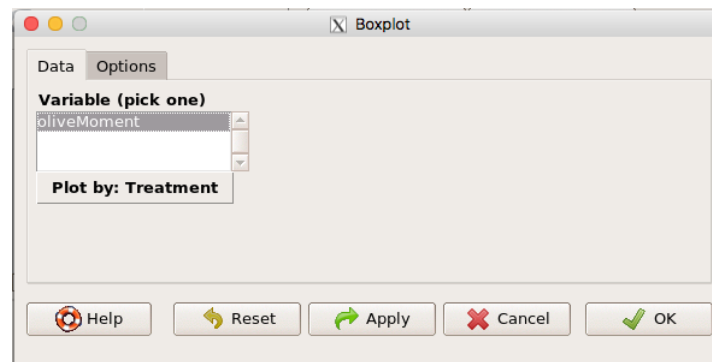 Boxplot
Data Options
Variable (pick one)
oliveMoment
Plot by: Treatment
Help Reset Apply Cancel OK